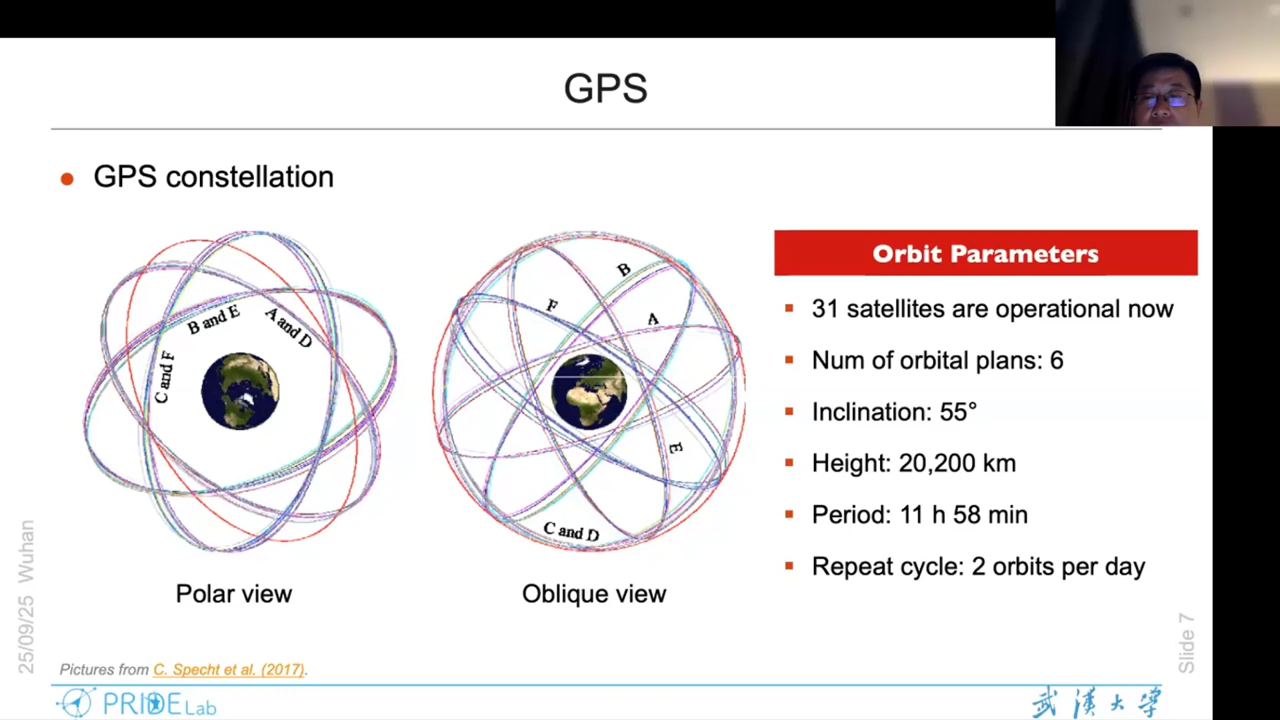 GPS
GPS constellation
B and E
A and D
C and F
Polar view
B
F
A
E
C and D
Oblique view
Orbit Parameters
31 satellites are operational now
Num of orbital plans: 6
Inclination: 55°
Height: 20,200 km
Period: 11 h 58 min
Repeat cycle: 2 orbits per day
25/09/25 Wuhan
Slide 7
Pictures from C. Specht et al. (2017).
PRIDE Lab
武汉大学